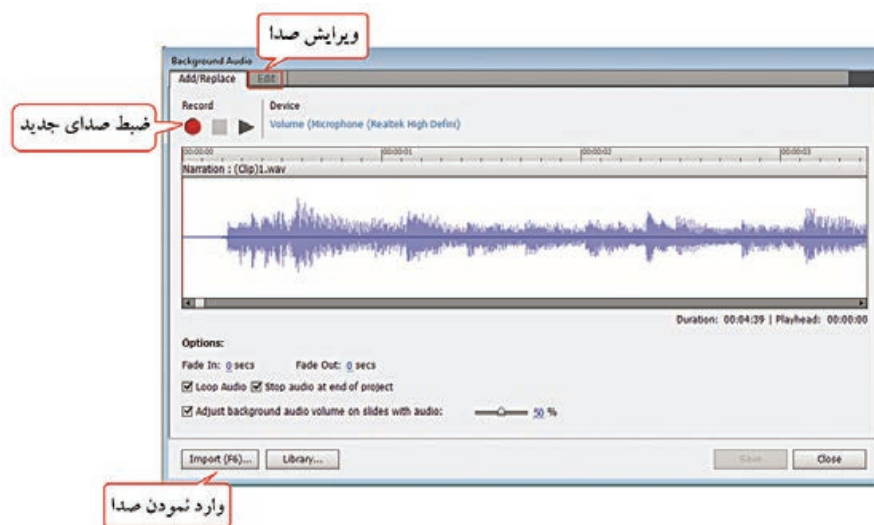 ویرایش صدا
Background Audio
Add/Replace Edit
Record Device
ضبط صدای جدید
Volume (Microphone (Realtek High Defini)
00:00:00 00:00:01 00:00:02 00:00:03
Narration : (Clip)1.wav
Duration: 00:04:39 | Playhead: 00:00:00
Options:
Fade In: 0 secs Fade Out: 0 secs
Loop Audio Stop audio at end of project
Adjust background audio volume on slides with audio: 50 %
Import (F6)... Library... Save Close
وارد نمودن صدا